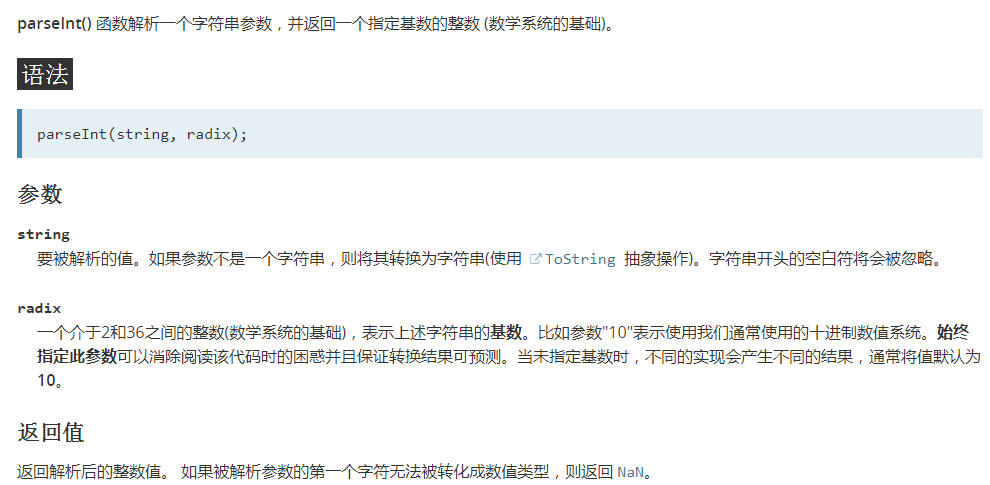 parseInt() 函数解析一个字符串参数，并返回一个指定基数的整数 (数学系统的基础)。
语法
parseInt(string, radix);
参数
string
要被解析的值。如果参数不是一个字符串，则将其转换为字符串(使用 ToString 抽象操作)。字符串开头的空白符将会被忽略。
radix
一个介于2和36之间的整数(数学系统的基础)，表示上述字符串的基数。比如参数"10"表示使用我们通常使用的十进制数值系统。始终
指定此参数可以消除阅读该代码时的困惑并且保证转换结果可预测。当未指定基数时，不同的实现会产生不同的结果，通常将值默认为
10。
返回值
返回解析后的整数值。 如果被解析参数的第一个字符无法被转化成数值类型，则返回 NaN。